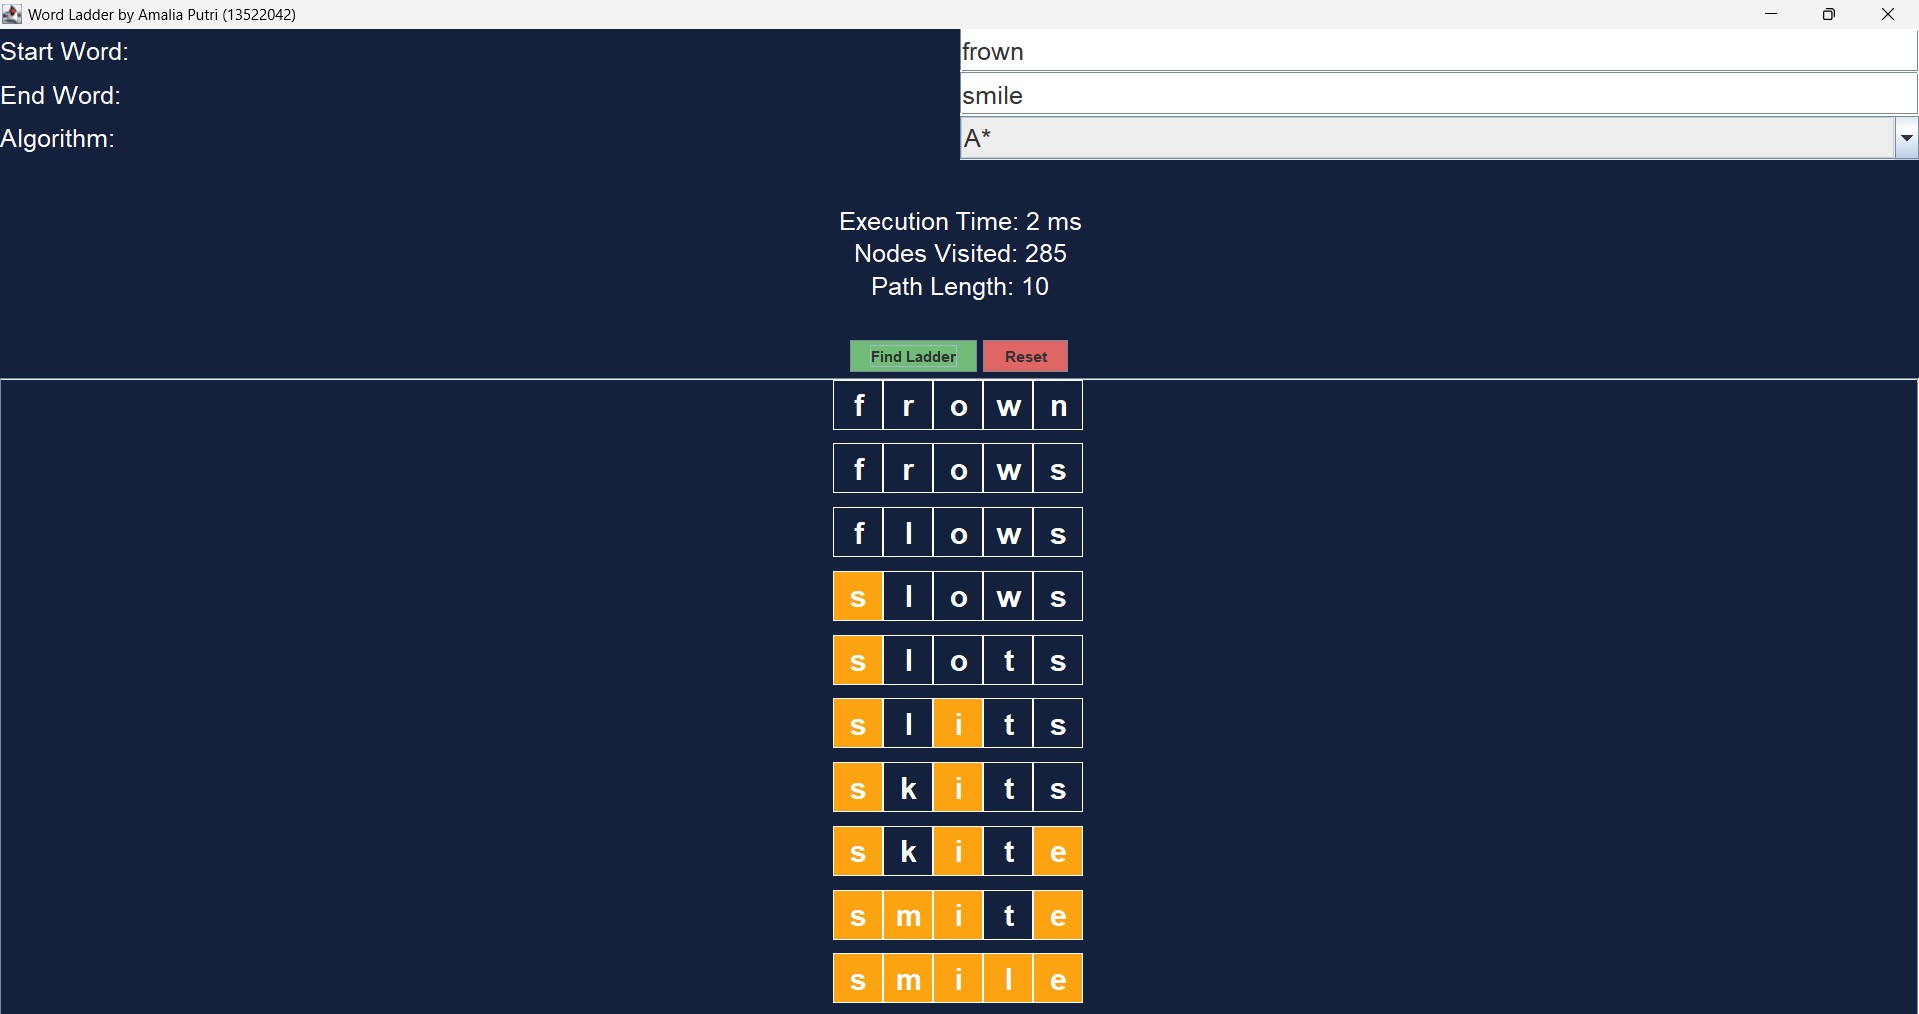 Word Ladder by Amalia Putri (13522042)
Start Word: frown
End Word: smile
Algorithm: A*
Execution Time: 2 ms
Nodes Visited: 285
Path Length: 10
Find Ladder Reset
f r o w n
f r o w s
f l o w s
s l o w s
s l o t s
s l i t s
s k i t s
s k i t e
s m i t e
s m i l e